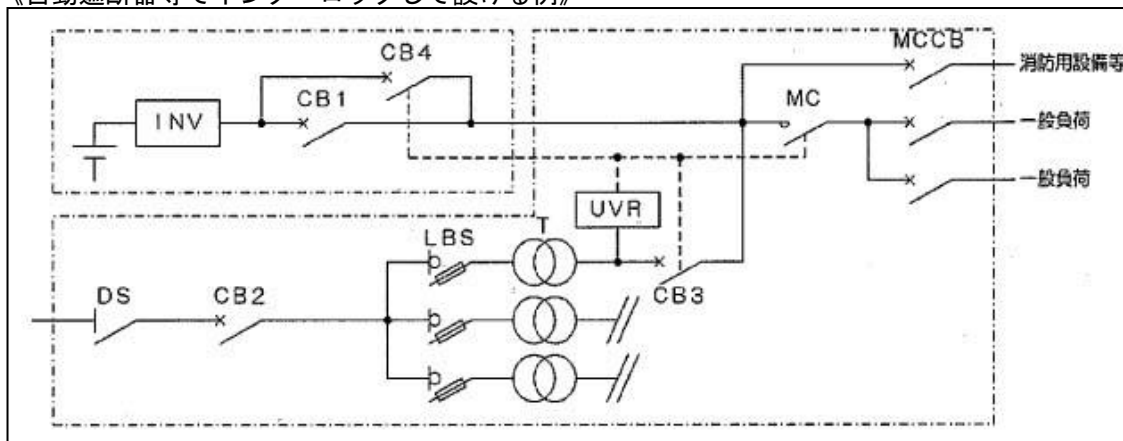 《自動遮断器等でインターロックして設ける例》
CB4
MCCB
消防用設備等
CB1
MC
INV
一般負荷
一般負荷
UVR
T
LBS
DS
CB2
CB3